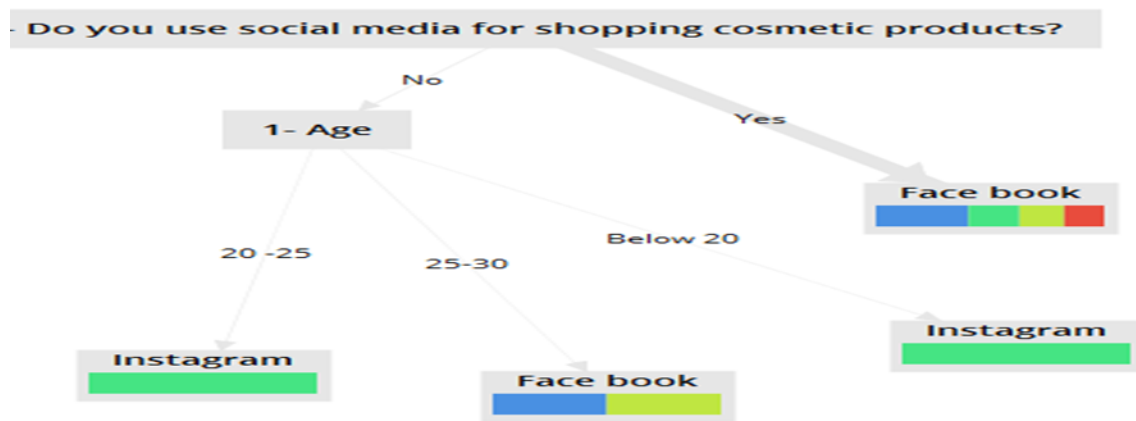 - Do you use social media for shopping cosmetic products?
No
1- Age
Yes
Face book
20 -25
25-30
Below 20
Instagram
Face book
Instagram